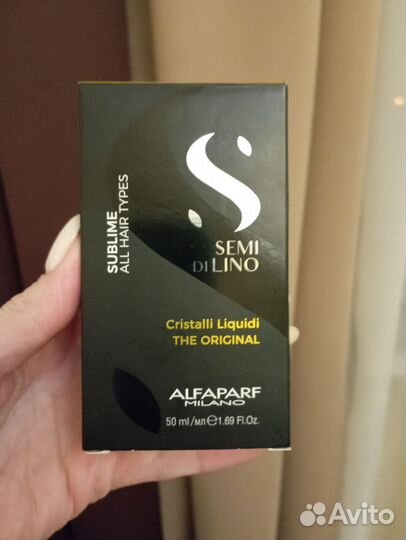 SUBLIME
ALL HAIR TYPES
SEMI
DI LINO
Cristalli Liquidi
THE ORIGINAL
ALFAPARF
MILANO
50 ml/мл ℮ 1.69 Fl.Oz.
Avito